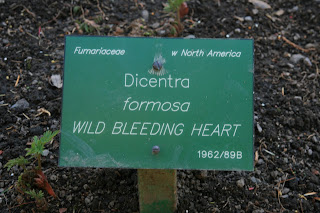 Fumariaceae w North America
Dicentra
formosa
WILD BLEEDING HEART
1962/89B